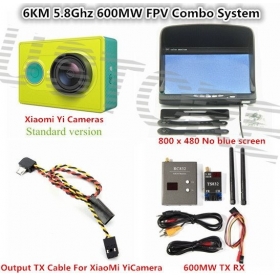 6KM 5.8Ghz 600MW FPV Combo System
Xiaomi Yi Cameras
Standard version
800 x 480 No blue screen
Output TX Cable For XiaoMi YiCamera
600MW TX RX